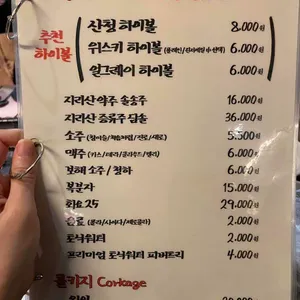 추천
하이볼
산청 하이볼 8.000원
위스키 하이볼 6.000원
얼그레이 하이볼 6.000원
지리산 약주 송송주 16.000원
지리산 증류주 담솔 36.000원
소주 5.500원
맥주 6.000원
청하 6.000원
복분자 15.000원
화요25 29.000원
음료 2.000원
토닉워터 2.000원
프리미엄 토닉워터 피버트리 4.000원
콜키지 Corkage